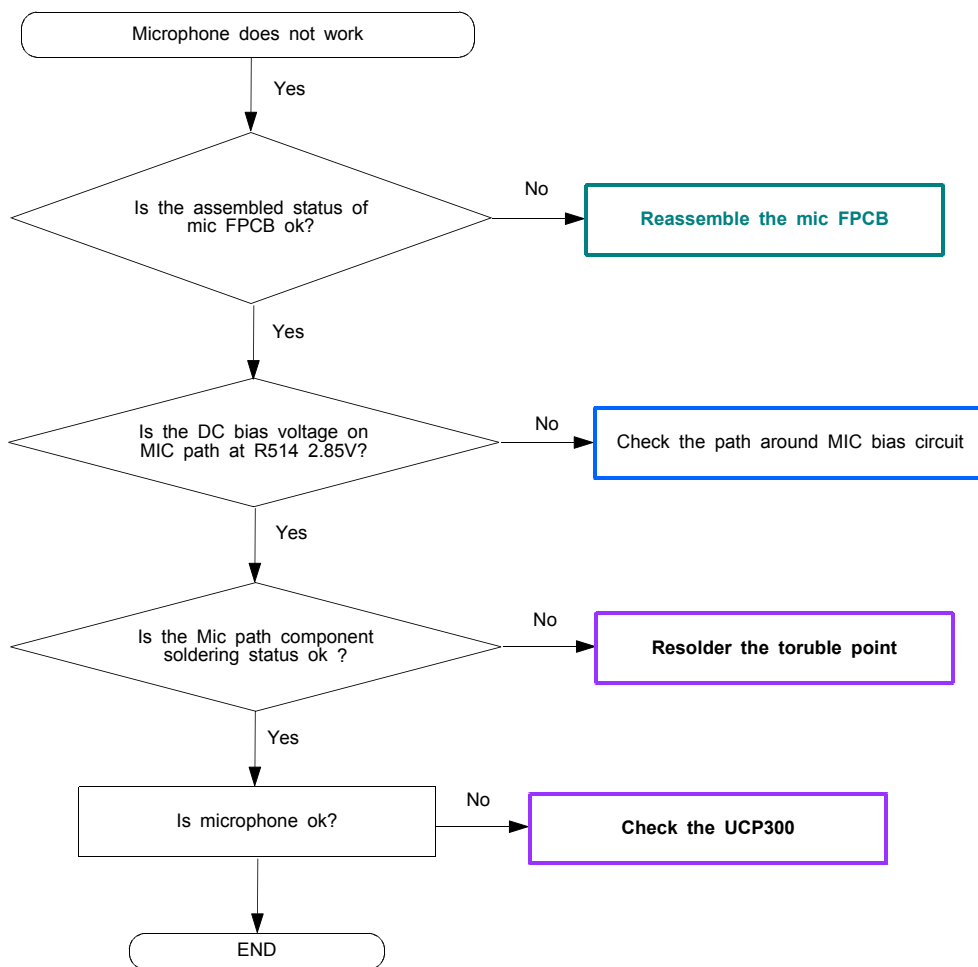 Microphone does not work
Yes
Is the assembled status of
mic FPCB ok?
No
Reassemble the mic FPCB
Yes
Is the DC bias voltage on
MIC path at R514 2.85V?
No
Check the path around MIC bias circuit
Yes
Is the Mic path component
soldering status ok ?
No
Resolder the toruble point
Yes
Is microphone ok?
No
Check the UCP300
END